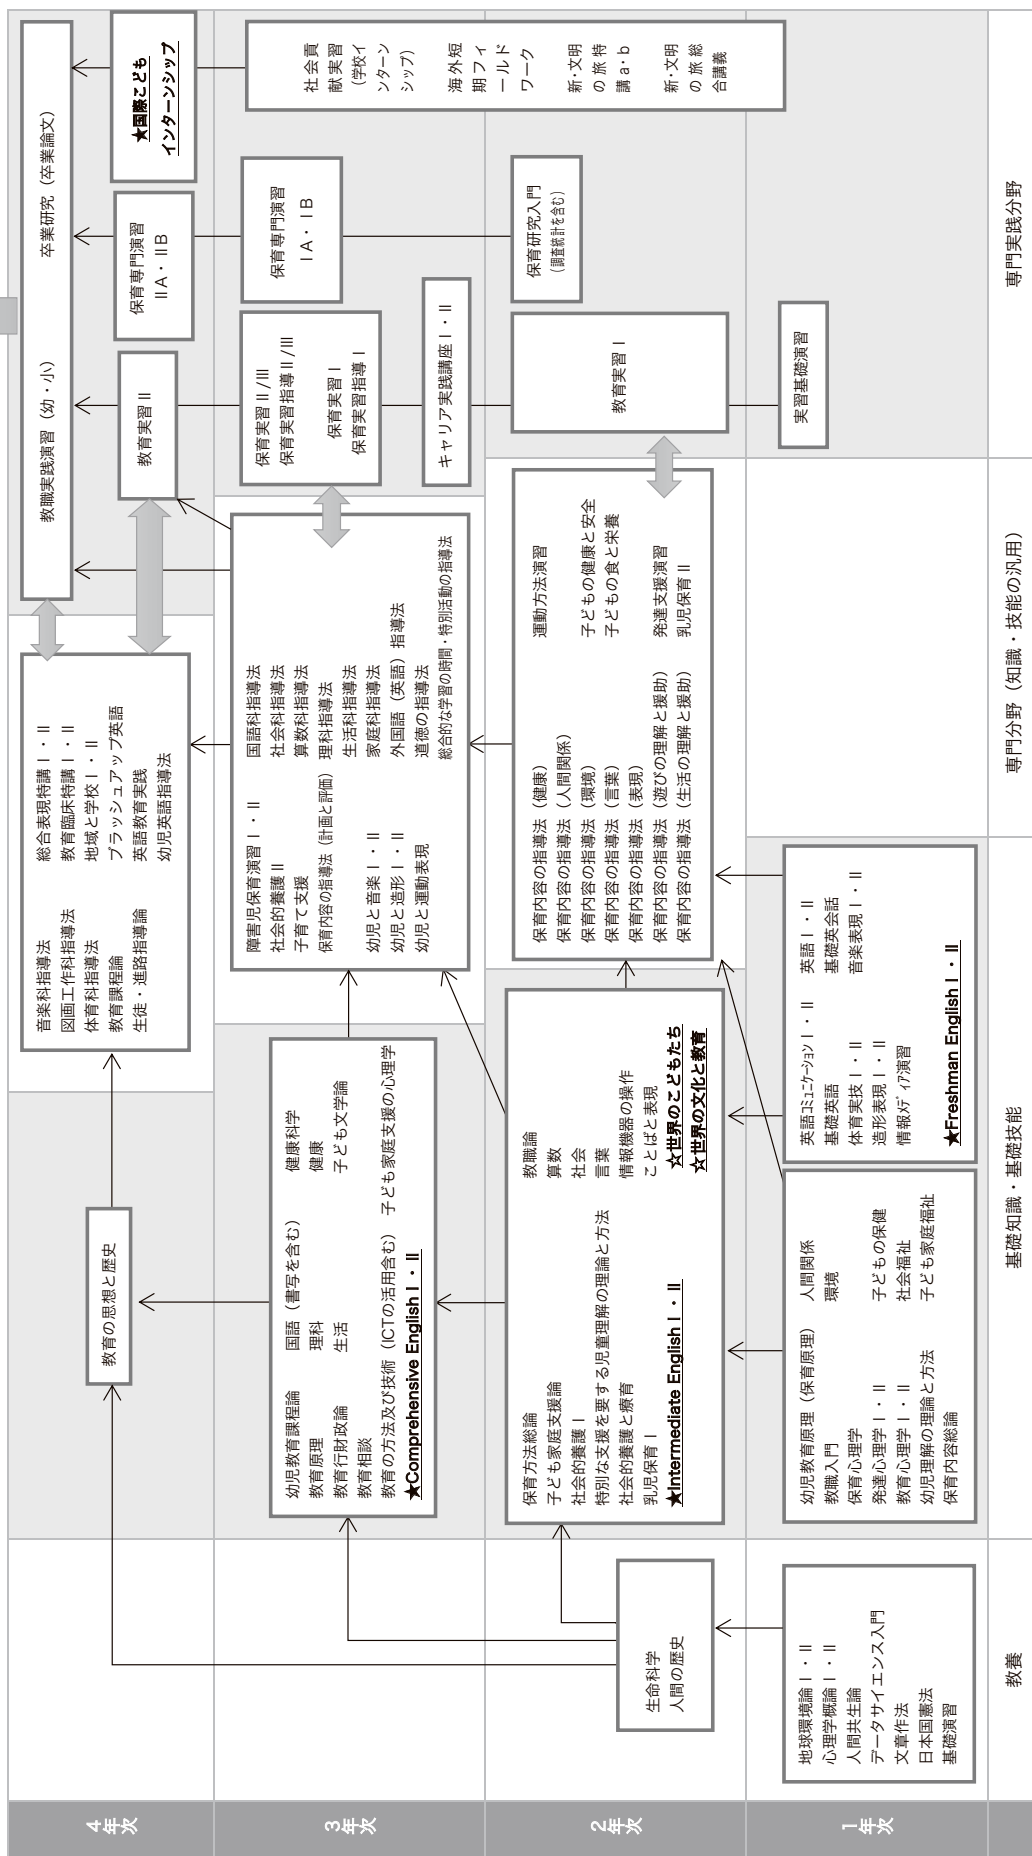 4年次
教職実践演習（幼・小）
卒業研究（卒業論文）
音楽科指導法
図画工作科指導法
体育科指導法
教育課程論
生徒・進路指導論
総合表現特講Ⅰ・Ⅱ
教育臨床特講Ⅰ・Ⅱ
地域と学校Ⅰ・Ⅱ
ブラッシュアップ英語
英語教育実践
幼児英語指導法
教育の思想と歴史
教育実習Ⅱ
保育専門演習
ⅡA・ⅡB
★国際こども
インターンシップ
3年次
幼児教育課程論
教育原理
教育行財政論
教育相談
教育の方法及び技術（ICTの活用含む）
★Comprehensive EnglishⅠ・Ⅱ
国語（書写を含む）
理科
生活
健康科学
健康
子ども文学論
子ども家庭支援の心理学
障害児保育演習Ⅰ・Ⅱ
社会的養護Ⅱ
子育て支援
保育内容の指導法（計画と評価）
幼児と音楽Ⅰ・Ⅱ
幼児と造形Ⅰ・Ⅱ
幼児と運動表現
国語科指導法
社会科指導法
算数科指導法
理科指導法
生活科指導法
家庭科指導法
外国語（英語）指導法
道徳の指導法
総合的な学習の時間・特別活動の指導法
保育実習Ⅱ/Ⅲ
保育実習指導Ⅱ/Ⅲ
保育実習Ⅰ
保育実習指導Ⅰ
保育専門演習
ⅠA・ⅠB
キャリア実践講座Ⅰ・Ⅱ
社会貢
献実習
（学校イ
ンターン
シップ）
海外短
期フィ
ールド
ワーク
新・文明
の旅特
講a・b
新・文明
の旅総
合講義
2年次
生命科学
人間の歴史
保育方法総論
子ども家庭支援論
社会的養護Ⅰ
特別な支援を要する児童理解の理論と方法
社会的養護と療育
乳児保育Ⅰ
★Intermediate EnglishⅠ・Ⅱ
教職論
算数
社会
言葉
情報機器の操作
ことばと表現
☆世界のこどもたち
☆世界の文化と教育
保育内容の指導法（健康）
保育内容の指導法（人間関係）
保育内容の指導法（環境）
保育内容の指導法（言葉）
保育内容の指導法（表現）
保育内容の指導法（遊びの理解と援助）
保育内容の指導法（生活の理解と援助）
運動方法演習
子どもの健康と安全
子どもの食と栄養
発達支援演習
乳児保育Ⅱ
教育実習Ⅰ
保育研究入門
（調査統計を含む）
1年次
地球環境論Ⅰ・Ⅱ
心理学概論Ⅰ・Ⅱ
人間共生論
データサイエンス入門
文章作法
日本国憲法
基礎演習
幼児教育原理（保育原理）
教職入門
保育心理学
発達心理学Ⅰ・Ⅱ
教育心理学Ⅰ・Ⅱ
幼児理解の理論と方法
保育内容総論
人間関係
環境
子どもの保健
社会福祉
子ども家庭福祉
英語ｺﾐｭﾆｹｰｼｮﾝⅠ・Ⅱ
基礎英語
体育実技Ⅰ・Ⅱ
造形表現Ⅰ・Ⅱ
情報ﾒﾃﾞｨｱ演習
★Freshman EnglishⅠ・Ⅱ
英語Ⅰ・Ⅱ
基礎英会話
音楽表現Ⅰ・Ⅱ
実習基礎演習
教養
基礎知識・基礎技能
専門分野（知識・技能の汎用）
専門実践分野